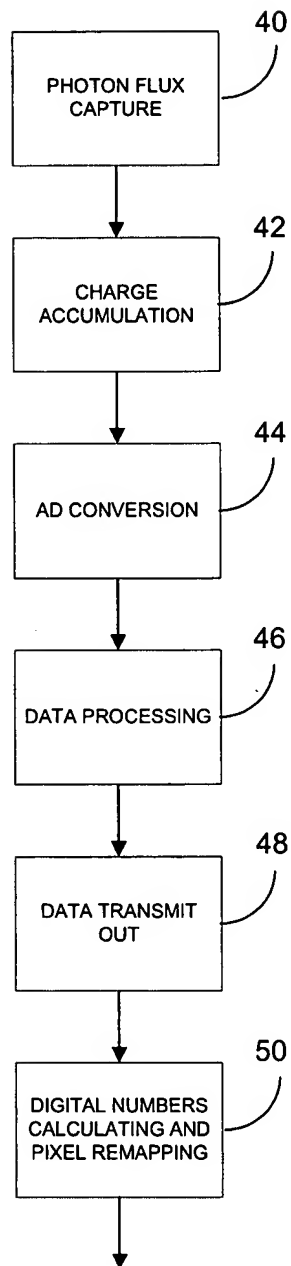 40
PHOTON FLUX
CAPTURE
42
CHARGE
ACCUMULATION
44
AD CONVERSION
46
DATA PROCESSING
48
DATA TRANSMIT
OUT
50
DIGITAL NUMBERS
CALCULATING AND
PIXEL REMAPPING